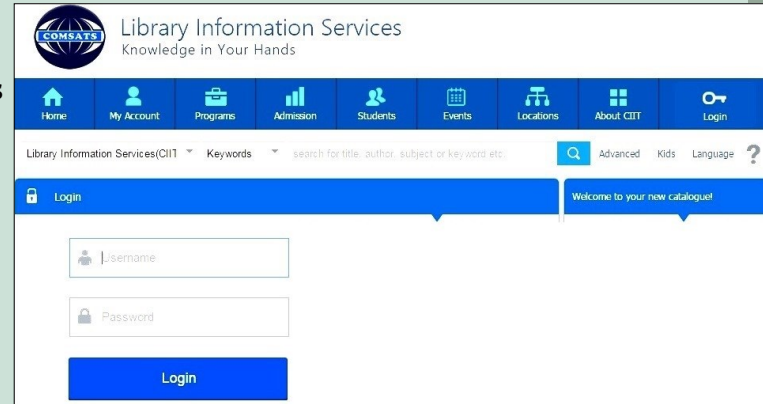 COMSATS
Library Information Services
Knowledge in Your Hands
s
Home My Account Programs Admission Students Events Locations About CIIT Login
Library Information Services(CIIT Keywords search for title, author, subject or keyword etc. Advanced Kids Language ?
Login Welcome to your new catalogue!
Username
Password
Login